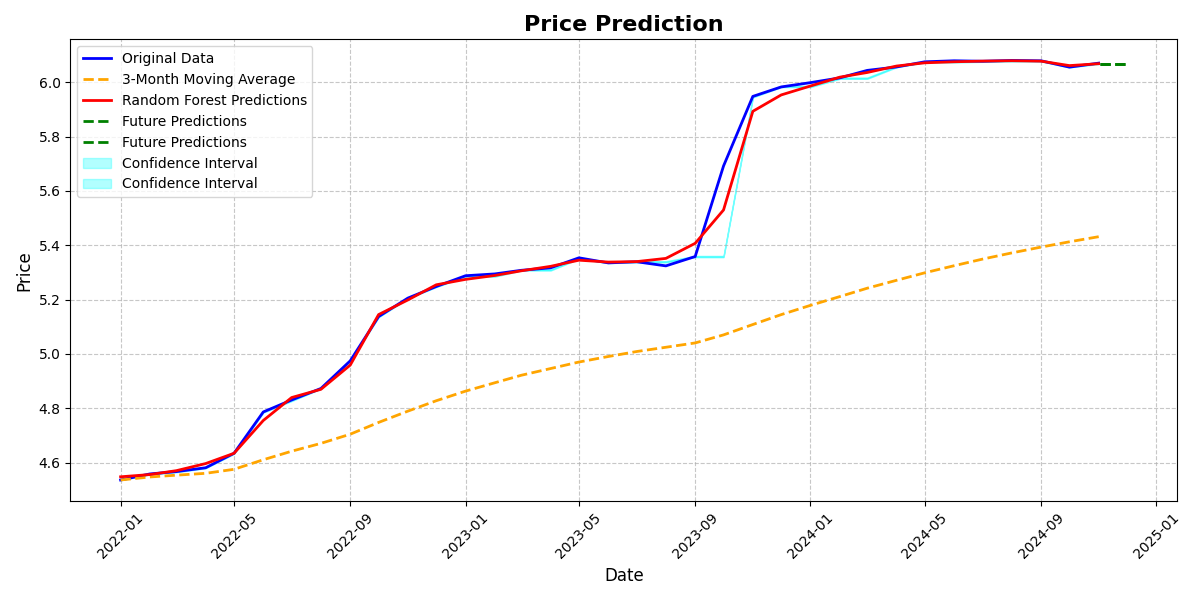 Price Prediction
Original Data
3-Month Moving Average
Random Forest Predictions
Future Predictions
Future Predictions
Confidence Interval
Confidence Interval
Price
6.0
5.8
5.6
5.4
5.2
5.0
4.8
4.6
2022-01
2022-05
2022-09
2023-01
2023-05
2023-09
2024-01
2024-05
2024-09
2025-01
Date